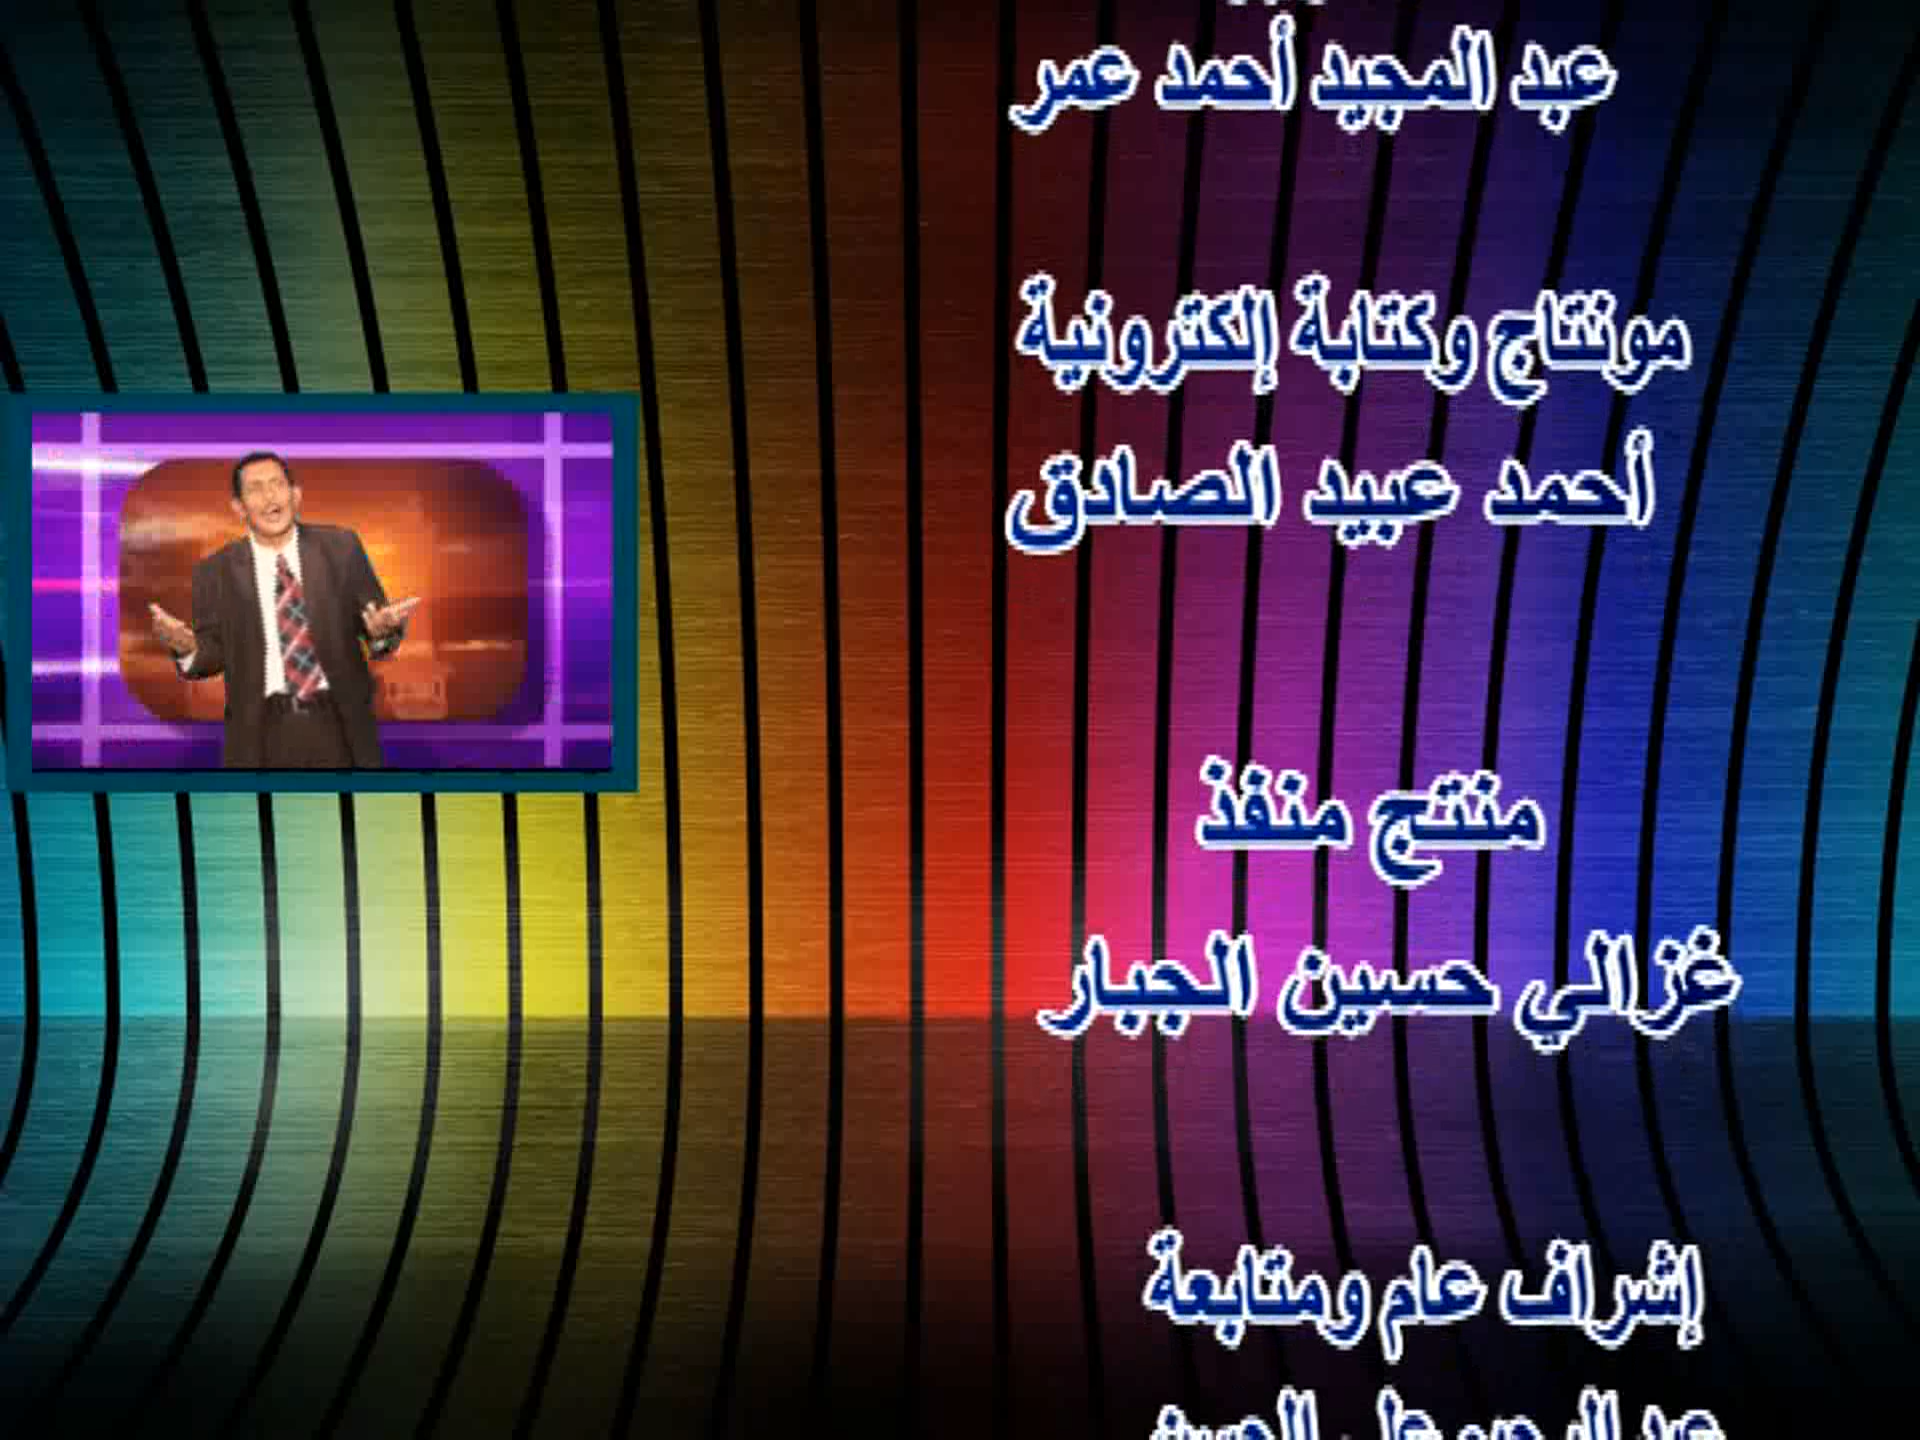 عبد المجيد أحمد عمر
مونتاج وكتابة إلكترونية
أحمد عبيد الصادق
منتج منفذ
غزالي حسين الجبار
إشراف عام ومتابعة